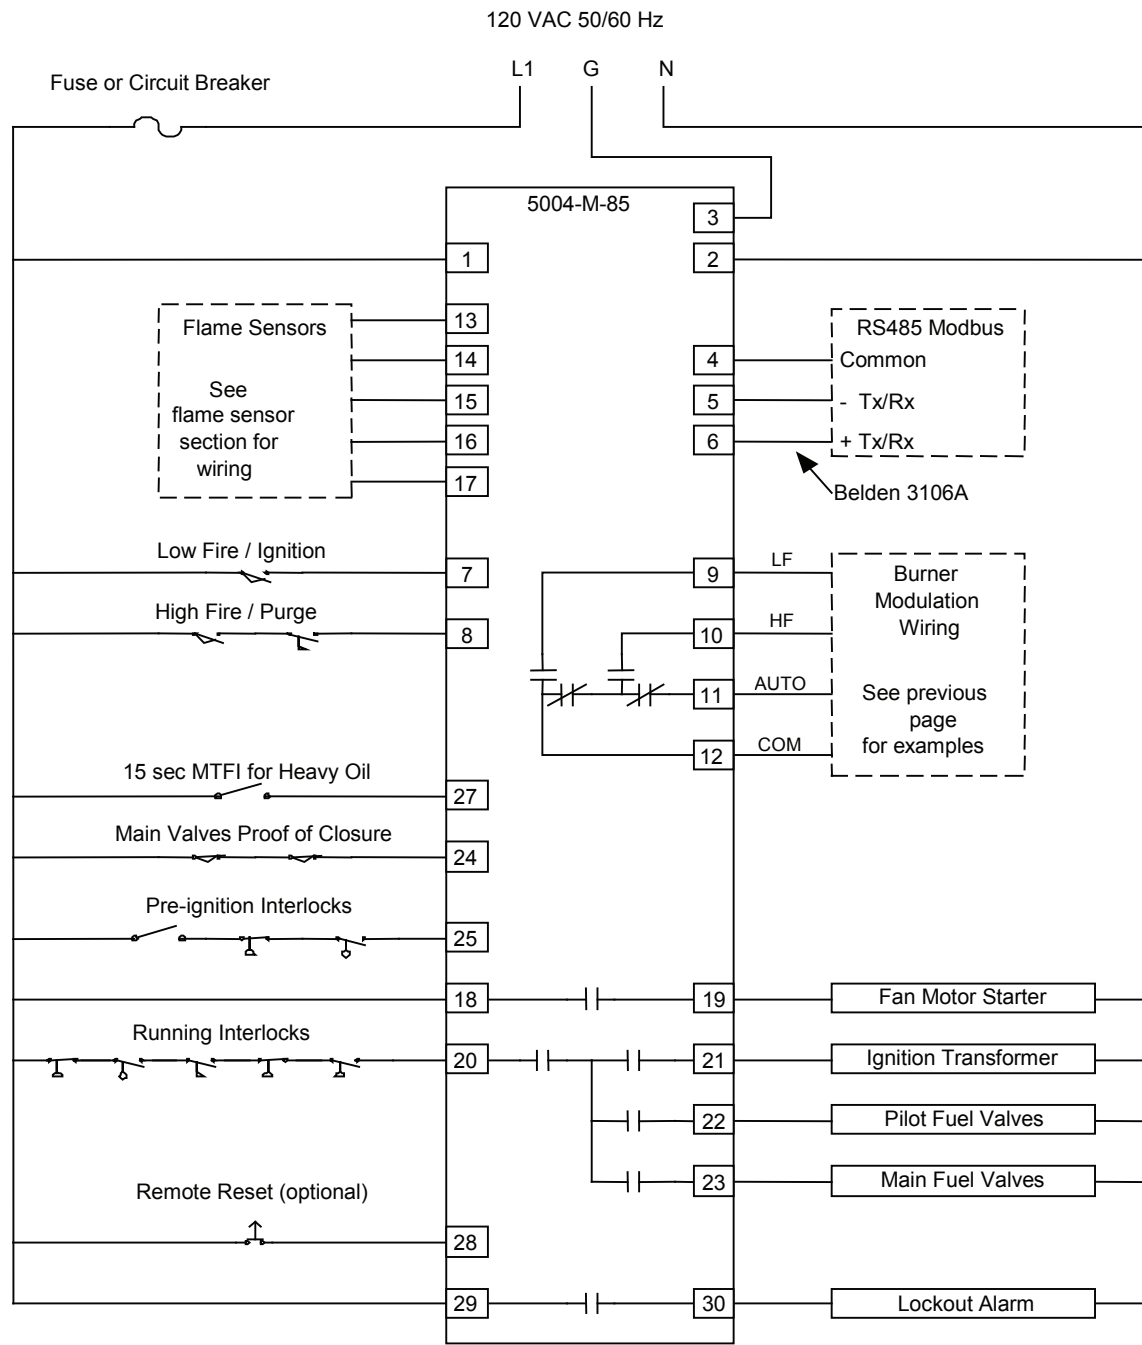 120 VAC 50/60 Hz
L1 G N
Fuse or Circuit Breaker
5004-M-85
3
1
2
Flame Sensors
See
flame sensor
section for
wiring
13
14
15
16
17
4
5
6
RS485 Modbus
Common
- Tx/Rx
+ Tx/Rx
Belden 3106A
Low Fire / Ignition
7
High Fire / Purge
8
9
10
11
12
LF
HF
AUTO
COM
Burner
Modulation
Wiring
See previous
page
for examples
15 sec MTFI for Heavy Oil
27
Main Valves Proof of Closure
24
Pre-ignition Interlocks
25
18
19
Fan Motor Starter
Running Interlocks
20
21
Ignition Transformer
22
Pilot Fuel Valves
23
Main Fuel Valves
Remote Reset (optional)
28
29
30
Lockout Alarm